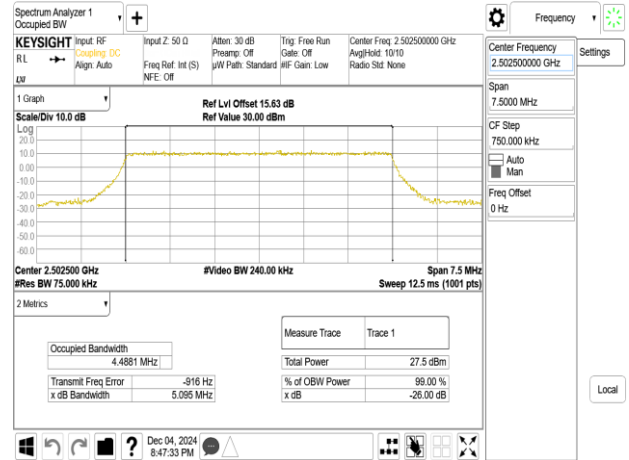 Spectrum Analyzer 1
Occupied BW
KEYSIGHT
RL
LXI
Input: RF
Coupling: DC
Align: Auto
Input Z: 50 Ω
Freq Ref: Int (S)
NFE: Off
Atten: 30 dB
Preamp: Off
µW Path: Standard
Trig: Free Run
Gate: Off
#IF Gain: Low
Center Freq: 2.502500000 GHz
Avg|Hold: 10/10
Radio Std: None
1 Graph
Scale/Div 10.0 dB
Ref Lvl Offset 15.63 dB
Ref Value 30.00 dBm
Log
20.0
10.0
0.00
-10.0
-20.0
-30.0
-40.0
-50.0
-60.0
Center 2.502500 GHz
#Video BW 240.00 kHz
Span 7.5 MHz
#Res BW 75.000 kHz
Sweep 12.5 ms (1001 pts)
2 Metrics
Measure Trace Trace 1
Occupied Bandwidth
4.4881 MHz
Total Power 27.5 dBm
Transmit Freq Error -916 Hz
% of OBW Power 99.00 %
x dB Bandwidth 5.095 MHz
x dB -26.00 dB
?
Dec 04, 2024
8:47:33 PM
Frequency
Center Frequency
2.502500000 GHz
Settings
Span
7.5000 MHz
CF Step
750.000 kHz
Auto
Man
Freq Offset
0 Hz
Local